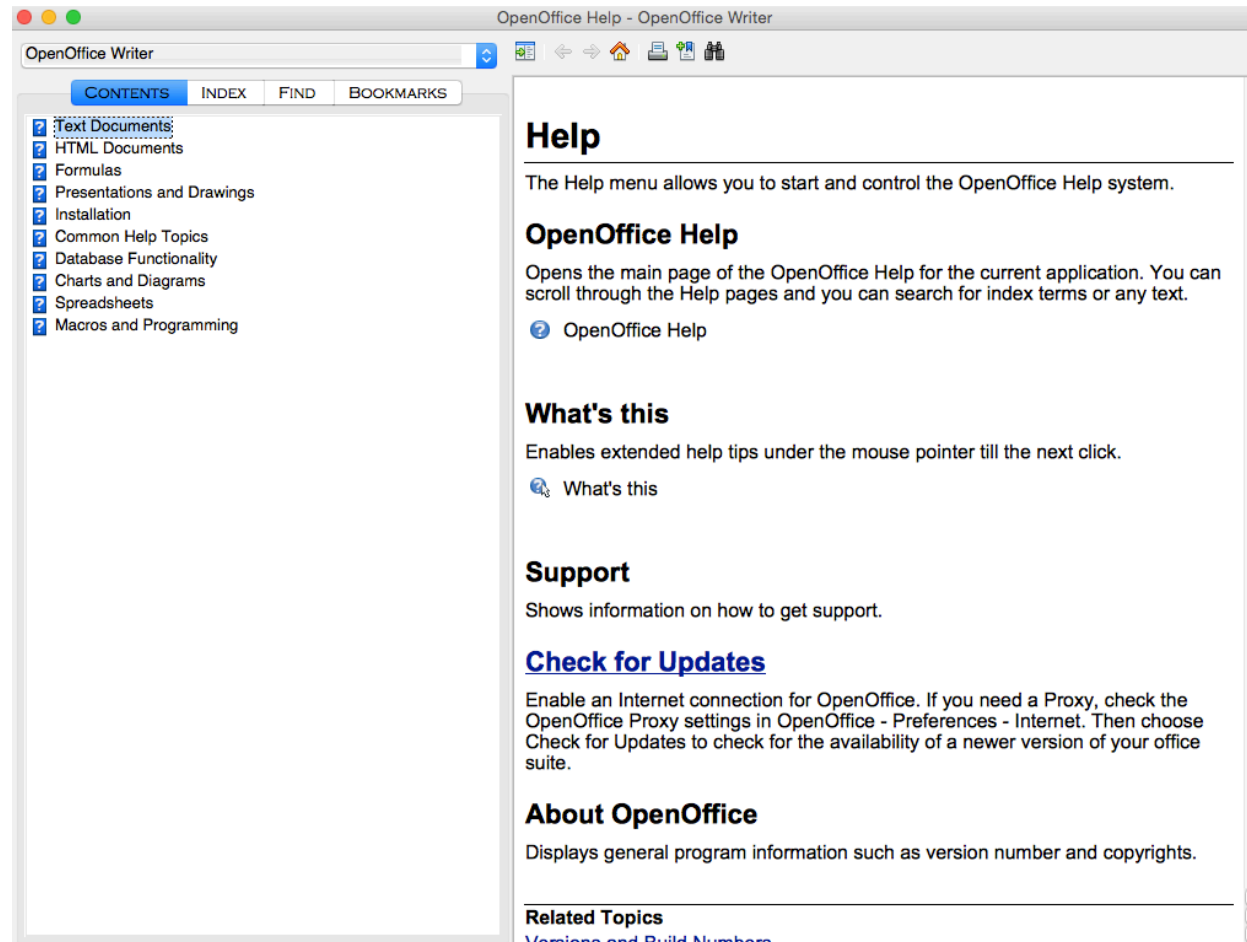 OpenOffice Help - OpenOffice Writer
OpenOffice Writer
CONTENTS INDEX FIND BOOKMARKS
Text Documents
HTML Documents
Formulas
Presentations and Drawings
Installation
Common Help Topics
Database Functionality
Charts and Diagrams
Spreadsheets
Macros and Programming
Help
The Help menu allows you to start and control the OpenOffice Help system.
OpenOffice Help
Opens the main page of the OpenOffice Help for the current application. You can
scroll through the Help pages and you can search for index terms or any text.
OpenOffice Help
What's this
Enables extended help tips under the mouse pointer till the next click.
What's this
Support
Shows information on how to get support.
Check for Updates
Enable an Internet connection for OpenOffice. If you need a Proxy, check the
OpenOffice Proxy settings in OpenOffice - Preferences - Internet. Then choose
Check for Updates to check for the availability of a newer version of your office
suite.
About OpenOffice
Displays general program information such as version number and copyrights.
Related Topics
Versions and Build Numbers